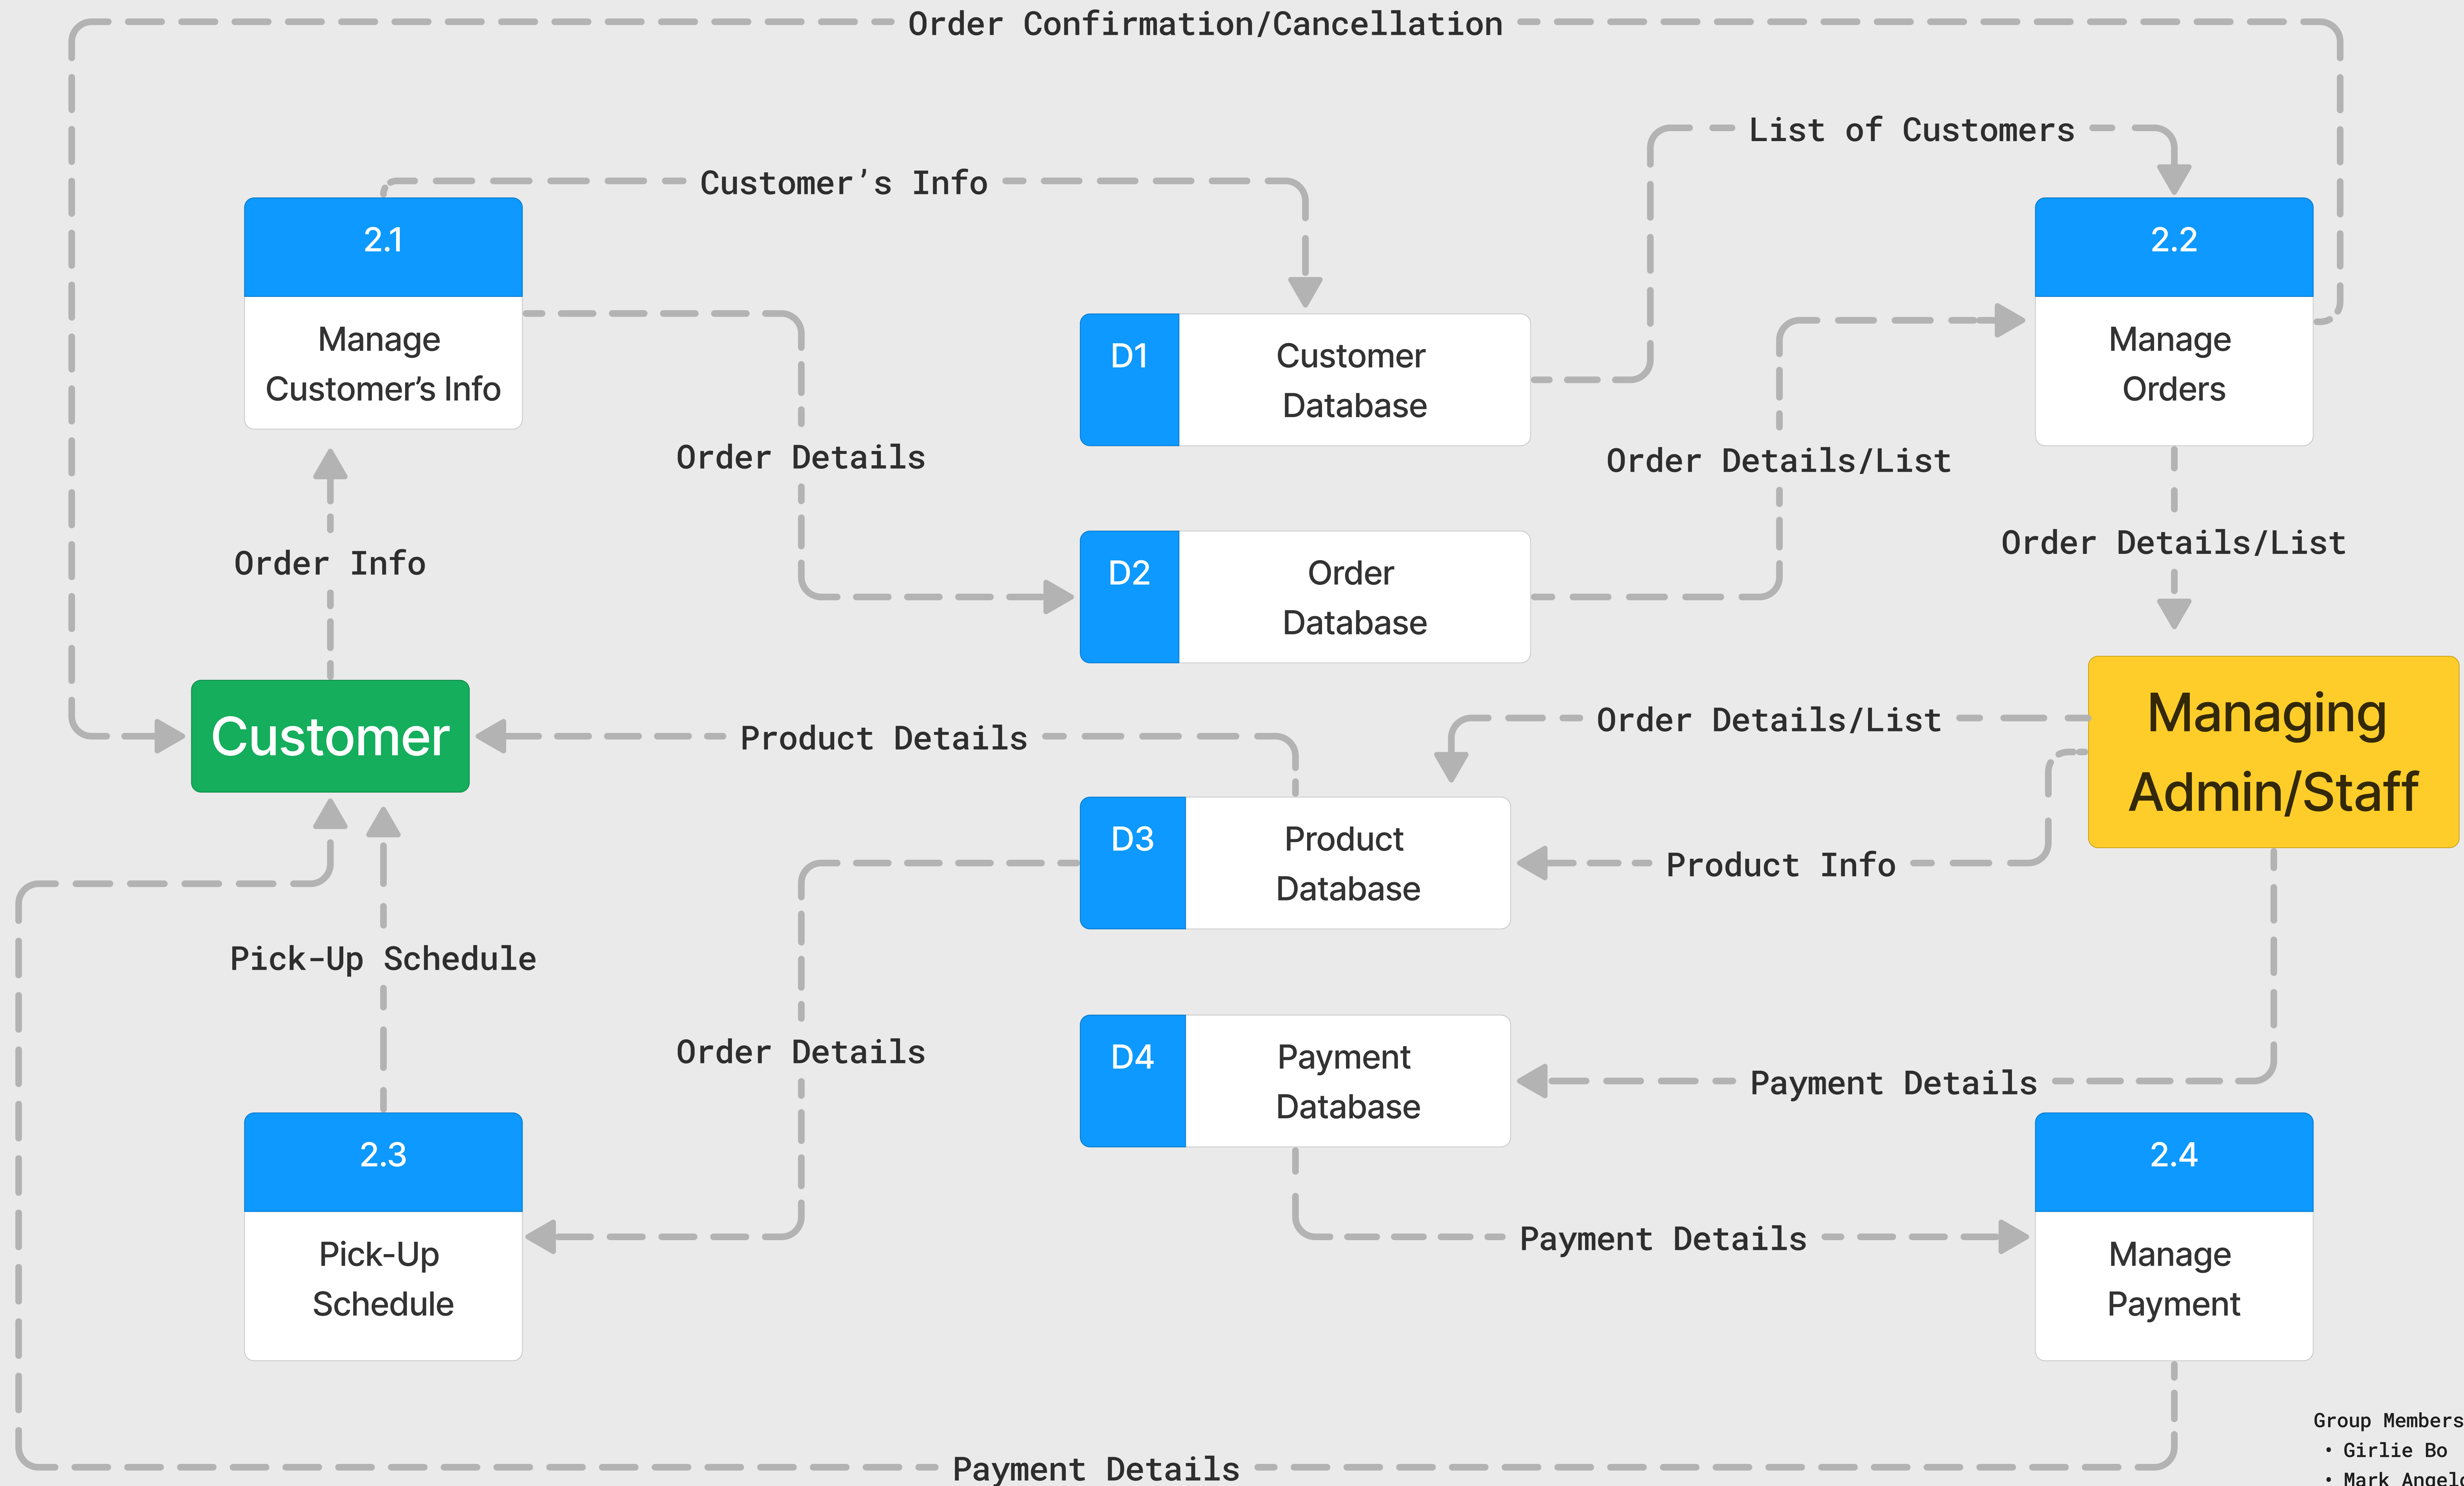 Order Confirmation/Cancellation
List of Customers
Customer's Info
2.1
Manage
Customer's Info
2.2
Manage
Orders
D1
Customer
Database
Order Details
Order Details/List
Order Info
D2
Order
Database
Order Details/List
Customer
Product Details
Order Details/List
Managing
Admin/Staff
D3
Product
Database
Product Info
Pick-Up Schedule
Order Details
D4
Payment
Database
Payment Details
2.3
Pick-Up
Schedule
Payment Details
2.4
Manage
Payment
Payment Details
Group Members
• Girlie Bo
• Mark Angelo